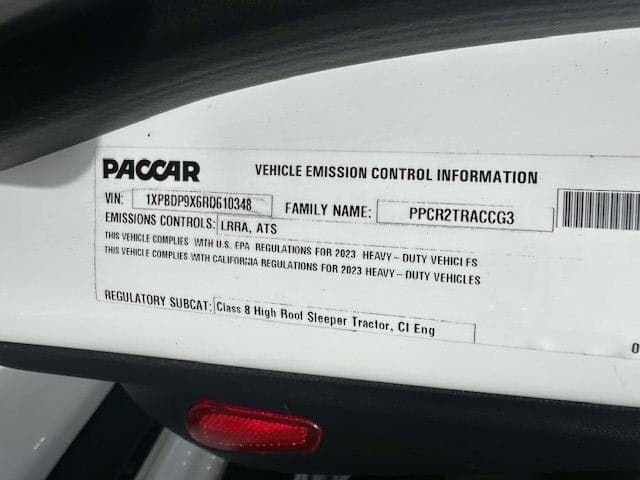 PACCAR VEHICLE EMISSION CONTROL INFORMATION
VIN: 1XPBDP9X6RD610348 FAMILY NAME: PPCR2TRACCG3
EMISSIONS CONTROLS: LRRA, ATS
THIS VEHICLE COMPLIES WITH U.S. EPA REGULATIONS FOR 2023 HEAVY-DUTY VEHICLES
THIS VEHICLE COMPLIES WITH CALIFORNIA REGULATIONS FOR 2023 HEAVY-DUTY VEHICLES
REGULATORY SUBCAT: Class 8 High Roof Sleeper Tractor, CI Eng
0